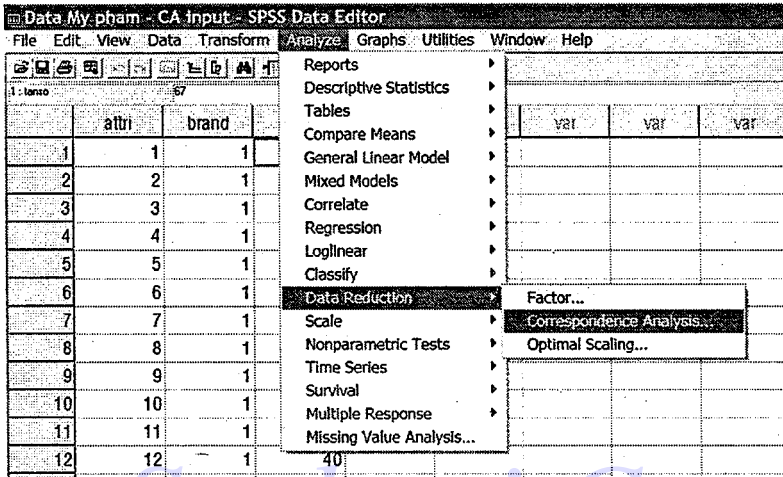 Data My pham - CA input - SPSS Data Editor
File Edit View Data Transform Analyze Graphs Utilities Window Help
1 : tanso 67
attri brand var var var
1 1 1
2 2 1
3 3 1
4 4 1
5 5 1
6 6 1
7 7 1
8 8 1
9 9 1
10 10 1
11 11 1
12 12 1 40
Reports
Descriptive Statistics
Tables
Compare Means
General Linear Model
Mixed Models
Correlate
Regression
Loglinear
Classify
Data Reduction
Scale
Nonparametric Tests
Time Series
Survival
Multiple Response
Missing Value Analysis...
Factor...
Correspondence Analysis...
Optimal Scaling...